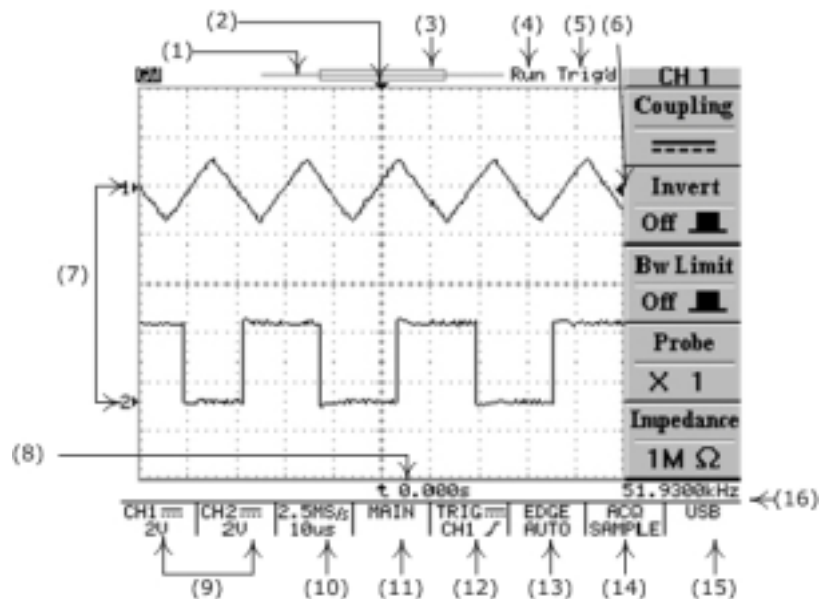 (2)
(3)
(4)
(5)
(6)
(1)
GW
Run Trig'd
CH 1
Coupling
1
Invert
Off
(7)
Bw Limit
Off
Probe
X 1
2
Impedance
1M Ω
(8)
t 0.000s
51.9300kHz
(16)
CH1 CH2 2.5MS/s MAIN TRIG EDGE ACQ USB
2V 2V 10us CH1 AUTO SAMPLE
(9)
(10)
(11)
(12)
(13)
(14)
(15)